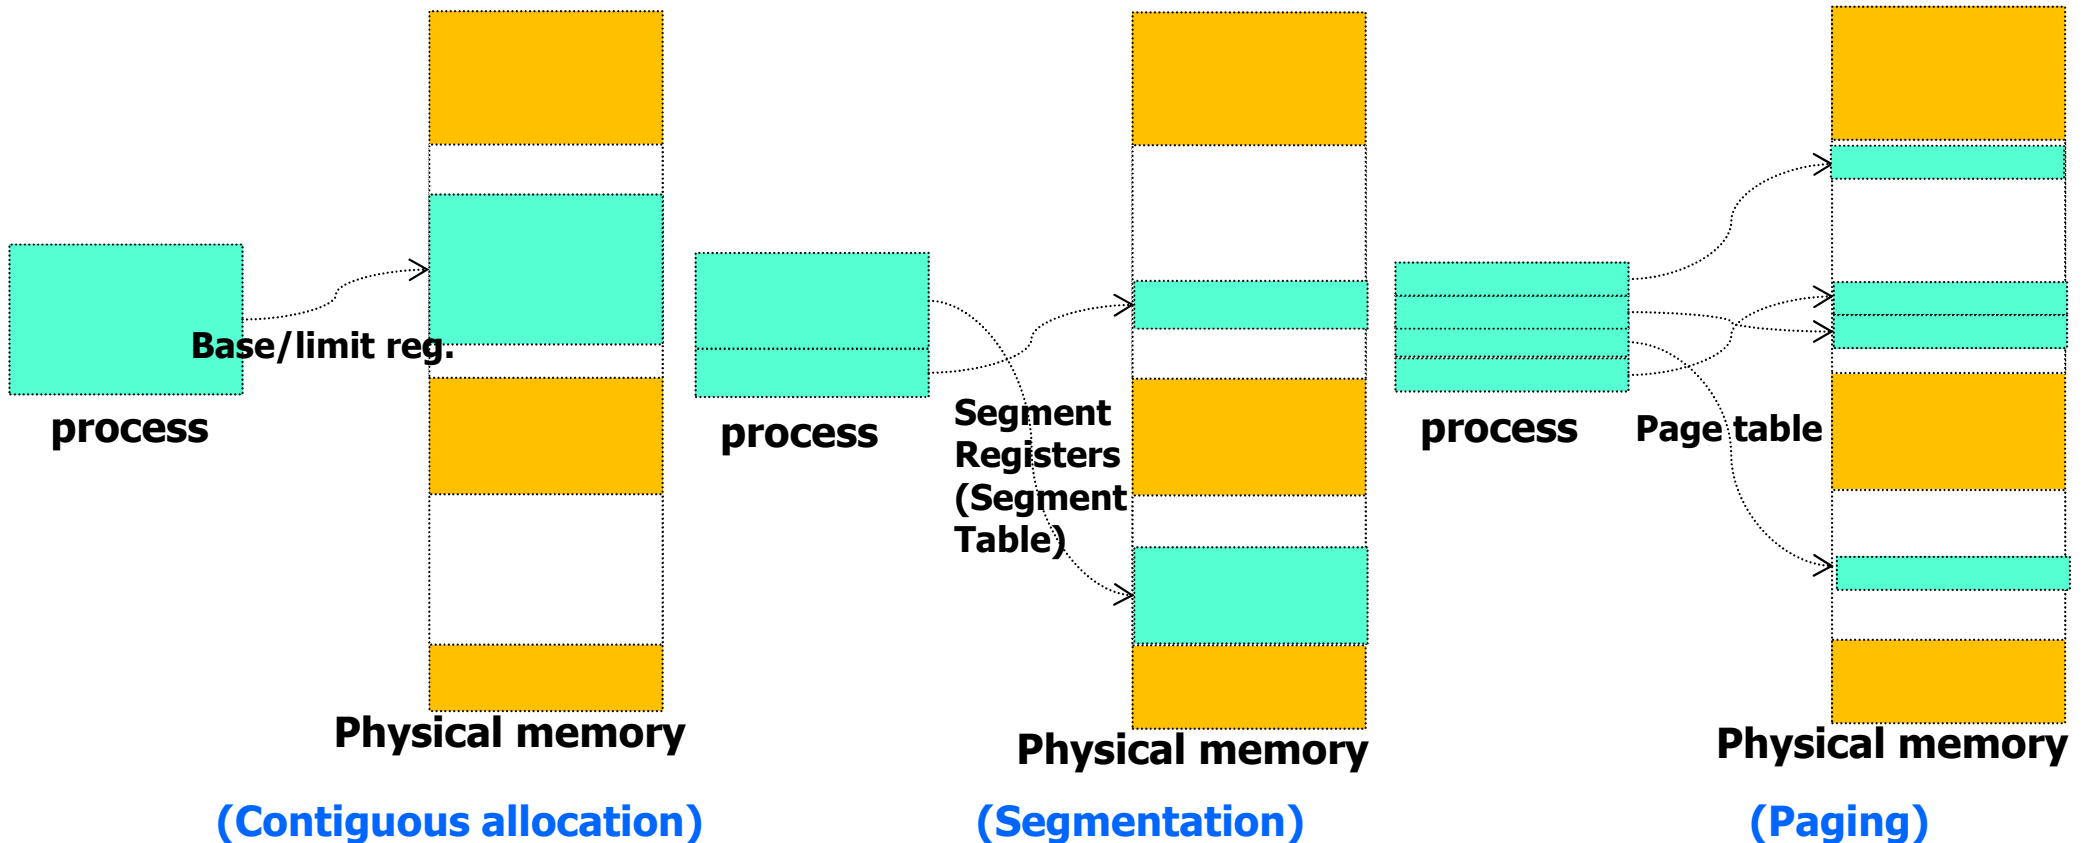 Base/limit reg.
process
Physical memory
(Contiguous allocation)
process
Segment
Registers
(Segment
Table)
Physical memory
(Segmentation)
process
Page table
Physical memory
(Paging)